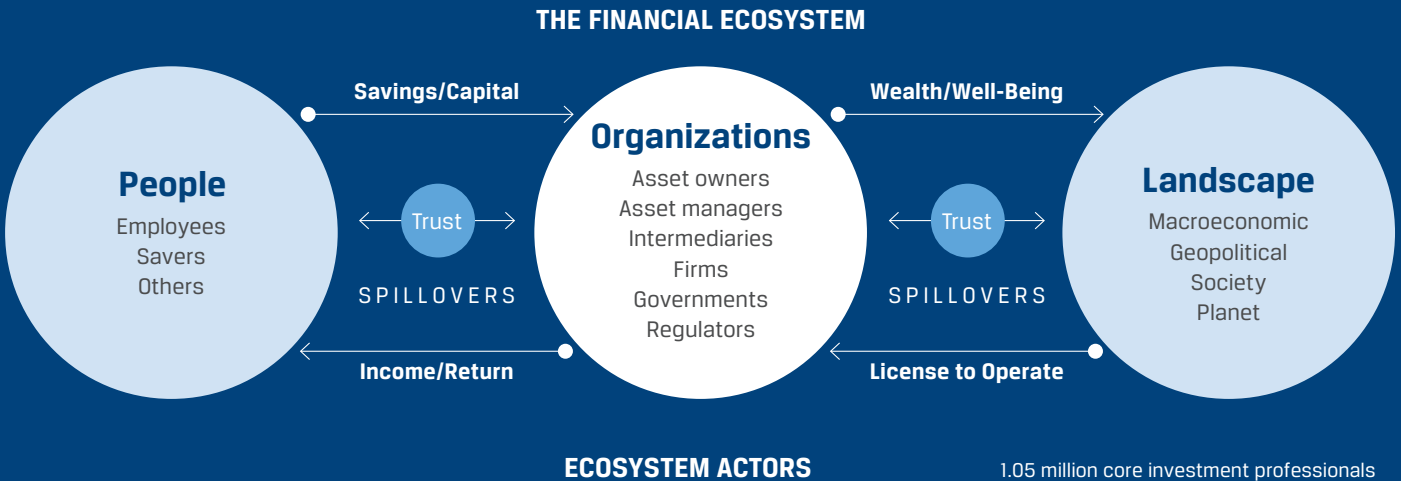 THE FINANCIAL ECOSYSTEM
People
Employees
Savers
Others
Savings/Capital
Trust
SPILLOVERS
Income/Return
Organizations
Asset owners
Asset managers
Intermediaries
Firms
Governments
Regulators
Wealth/Well-Being
Trust
SPILLOVERS
License to Operate
Landscape
Macroeconomic
Geopolitical
Society
Planet
ECOSYSTEM ACTORS
1.05 million core investment professionals